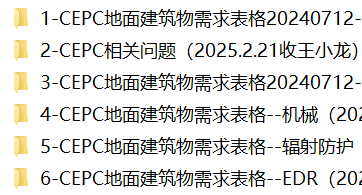 1-CEPC地面建筑物需求表格20240712-
2-CEPC相关问题（2025.2.21收王小龙）
3-CEPC地面建筑物需求表格20240712-
4-CEPC地面建筑物需求表格--机械（202
5-CEPC地面建筑物需求表格--辐射防护
6-CEPC地面建筑物需求表格--EDR（202